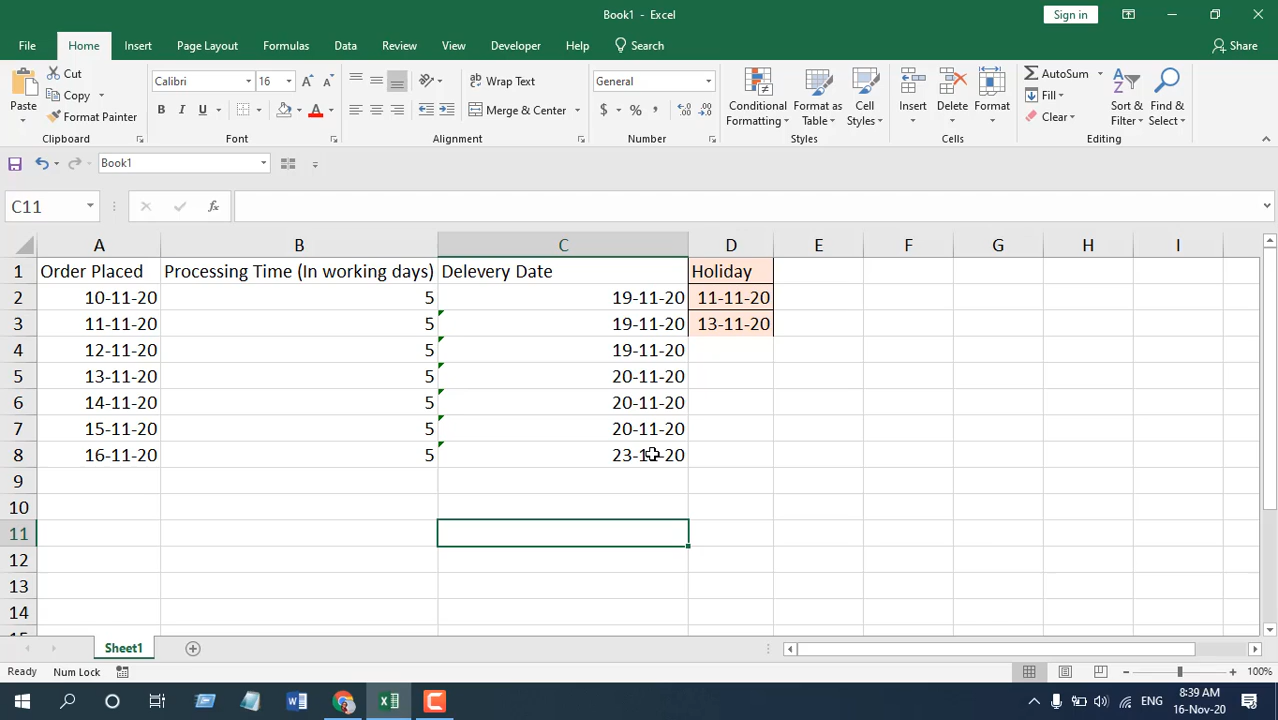 Book1 - Excel
Sign in
File Home Insert Page Layout Formulas Data Review View Developer Help Search Share
Paste
Cut
Copy
Format Painter
Clipboard
Calibri 16
B I U
Font
Wrap Text
Merge & Center
Alignment
General
$ % ,
Number
Conditional Formatting
Format as Table
Cell Styles
Styles
Insert Delete Format
Cells
AutoSum
Fill
Clear
Sort & Filter
Find & Select
Editing
Book1
C11
fx
A B C D E F G H I
1 Order Placed Processing Time (In working days) Delevery Date Holiday
2 10-11-20 5 19-11-20 11-11-20
3 11-11-20 5 19-11-20 13-11-20
4 12-11-20 5 19-11-20
5 13-11-20 5 20-11-20
6 14-11-20 5 20-11-20
7 15-11-20 5 20-11-20
8 16-11-20 5 23-11-20
9
10
11
12
13
14
Sheet1
Ready Num Lock 100%
ENG
8:39 AM
16-Nov-20